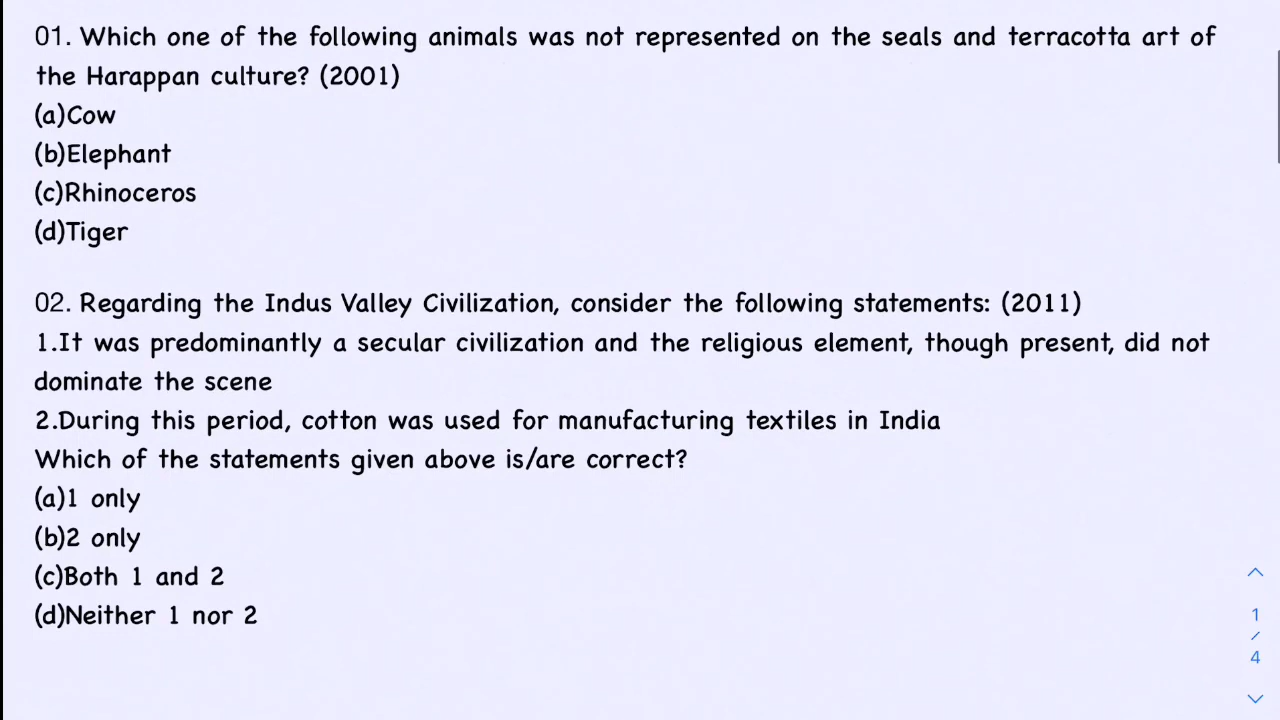 01. Which one of the following animals was not represented on the seals and terracotta art of
the Harappan culture? (2001)
(a)Cow
(b)Elephant
(c)Rhinoceros
(d)Tiger
02. Regarding the Indus Valley Civilization, consider the following statements: (2011)
1.It was predominantly a secular civilization and the religious element, though present, did not
dominate the scene
2.During this period, cotton was used for manufacturing textiles in India
Which of the statements given above is/are correct?
(a)1 only
(b)2 only
(c)Both 1 and 2
(d)Neither 1 nor 2
1
/
4